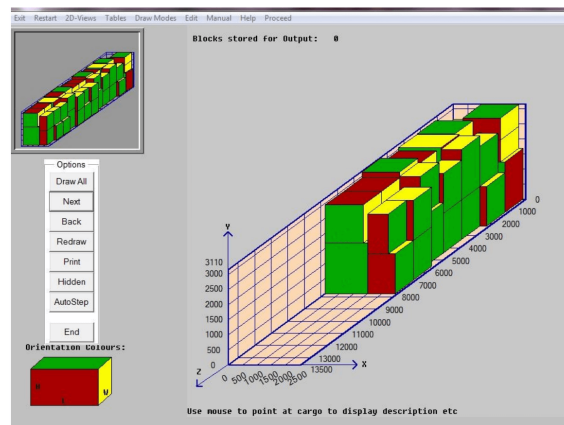 Exit Restart 2D-Views Tables Draw Modes Edit Manual Help Proceed
Blocks stored for Output: 0
Options
Draw All
Next
Back
Redraw
Print
Hidden
AutoStep
End
Orientation Colours:
H
L
W
Y
3110
3000
2500
2000
1500
1000
500
0
Z
0 500 1000 1500 2000 2500
X
0
1000
2000
3000
4000
5000
6000
7000
8000
9000
10000
11000
12000
13000
13500
Use mouse to point at cargo to display description etc